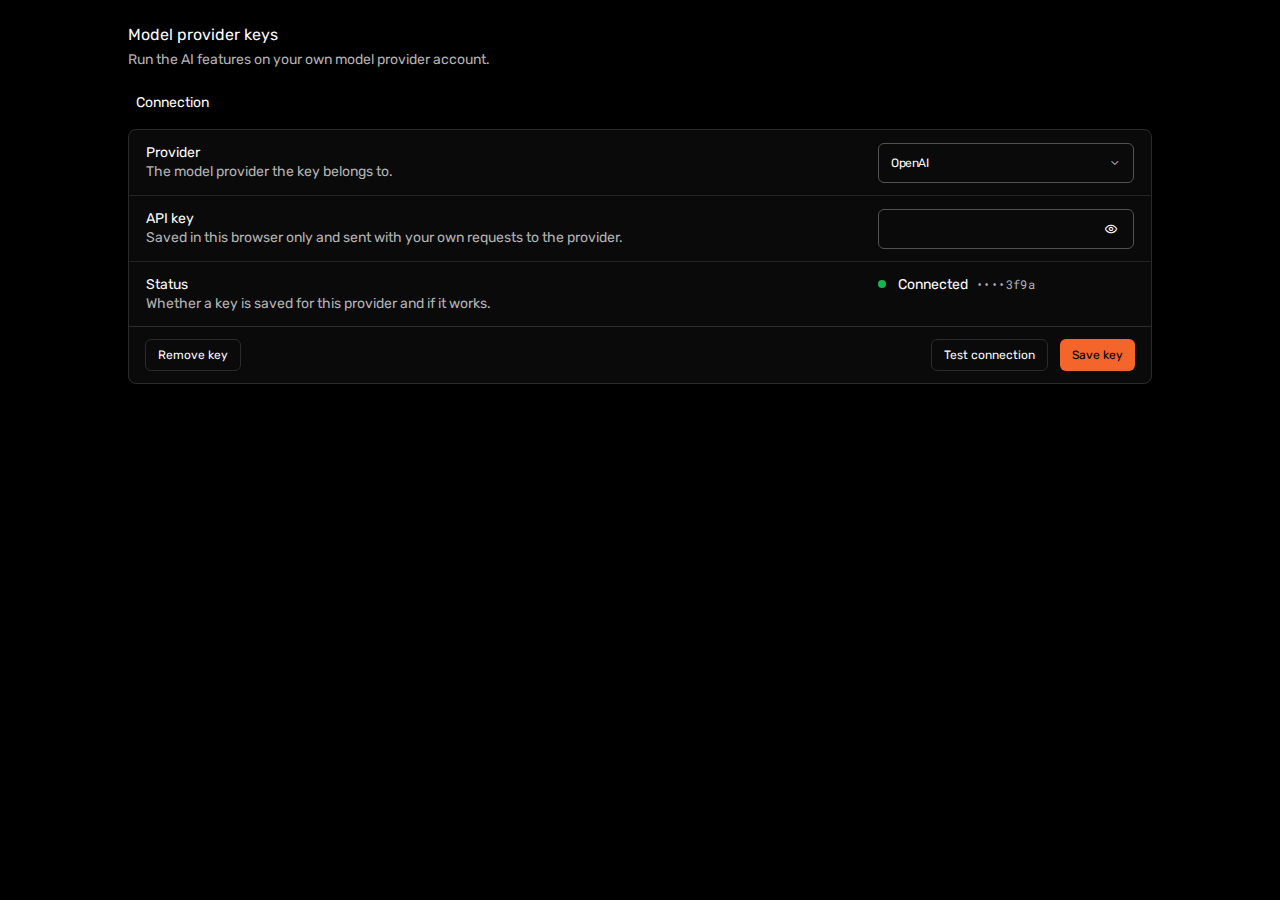 Model provider keys
Run the AI features on your own model provider account.
Connection
Provider
The model provider the key belongs to.
OpenAI
API key
Saved in this browser only and sent with your own requests to the provider.
Status
Whether a key is saved for this provider and if it works.
Connected ····3f9a
Remove key
Test connection
Save key